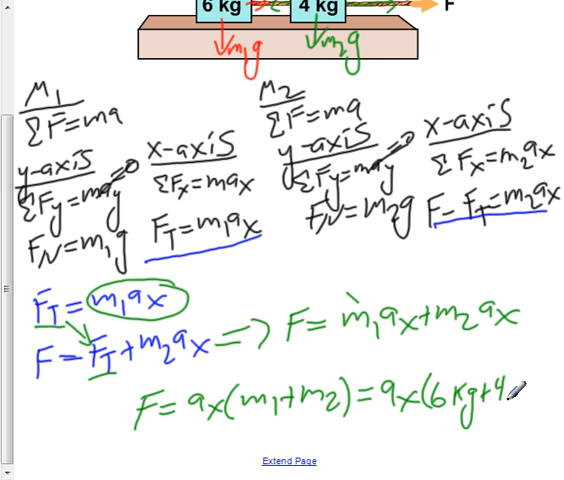 6 kg 4 kg F
m₁g m₂g
M₁
ΣF=ma
y-axis
ΣFy=may 0
FN=m₁g
x-axis
ΣFx=max
FT=m₁ax
M₂
ΣF=ma
y-axis
ΣFy=may 0
FN=m₂g
x-axis
ΣFx=m₂ax
F-FT=m₂ax
FT=m₁ax
F=FT+m₂ax=> F=m₁ax+m₂ax
F=ax(m₁+m₂)=ax(6kg+4
Extend Page